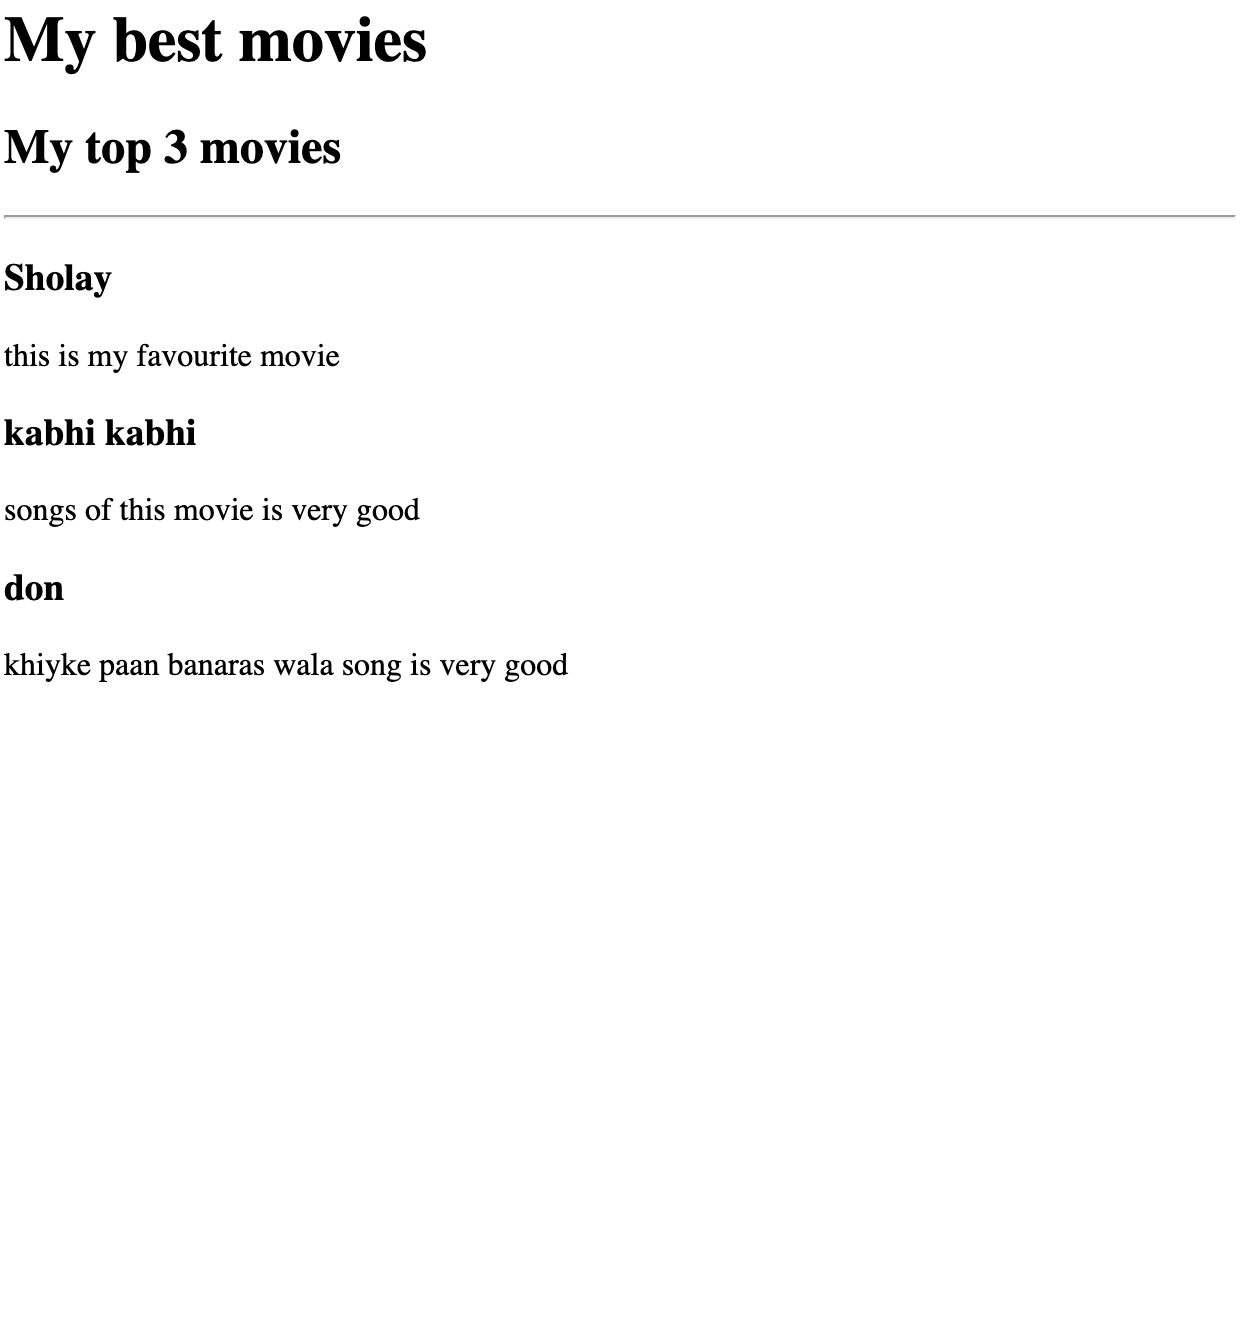 My best movies
My top 3 movies
Sholay
this is my favourite movie
kabhi kabhi
songs of this movie is very good
don
khiyke paan banaras wala song is very good